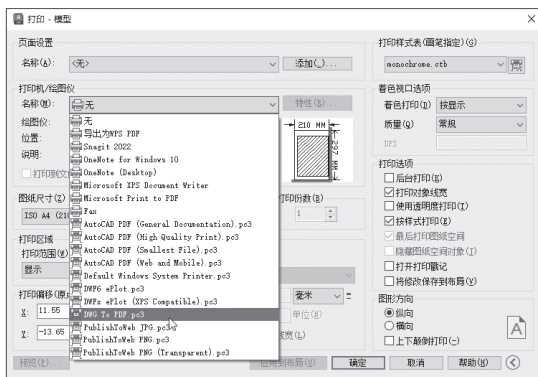 打印 - 模型
页面设置
名称(A):
<无>
添加(_)...
打印机/绘图仪
名称(M):
无
特性(R)...
绘图仪:
位置:
说明:
打印到文
无
导出为WPS PDF
Snagit 2022
OneNote for Windows 10
OneNote (Desktop)
Microsoft XPS Document Writer
Microsoft Print to PDF
Fax
AutoCAD PDF (General Documentation).pc3
AutoCAD PDF (High Quality Print).pc3
AutoCAD PDF (Smallest File).pc3
AutoCAD PDF (Web and Mobile).pc3
Default Windows System Printer.pc3
DWF6 ePlot.pc3
DWFx ePlot (XPS Compatible).pc3
DWG To PDF.pc3
PublishToWeb JPG.pc3
PublishToWeb PNG.pc3
PublishToWeb PNG (Transparent).pc3
210 MM
297 MM
图纸尺寸(Z)
ISO A4 (210
打印份数(B)
1
打印区域
打印范围(W)
显示
打印偏移(原
X:
11.55
Y:
-13.65
毫米
=
单位(N)
线宽(L)
预览(P)...
应用到布局(U)
确定
取消
帮助(H)
打印样式表(画笔指定)(G)
monochrome.ctb
着色视口选项
着色打印(D)
按显示
质量(Q)
常规
DPI
打印选项
后台打印(K)
打印对象线宽
使用透明度打印(T)
按样式打印(E)
最后打印图纸空间
隐藏图纸空间对象(J)
打开打印戳记
将修改保存到布局(V)
图形方向
纵向
横向
上下颠倒打印(-)
A